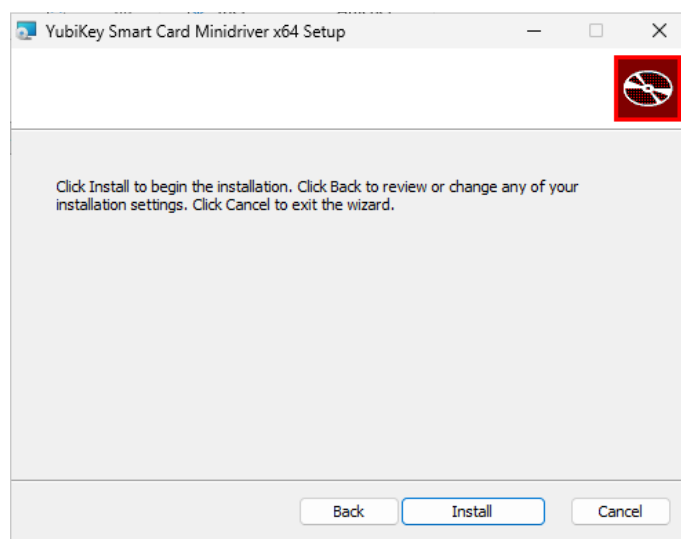 YubiKey Smart Card Minidriver x64 Setup
Click Install to begin the installation. Click Back to review or change any of your
installation settings. Click Cancel to exit the wizard.
Back Install Cancel